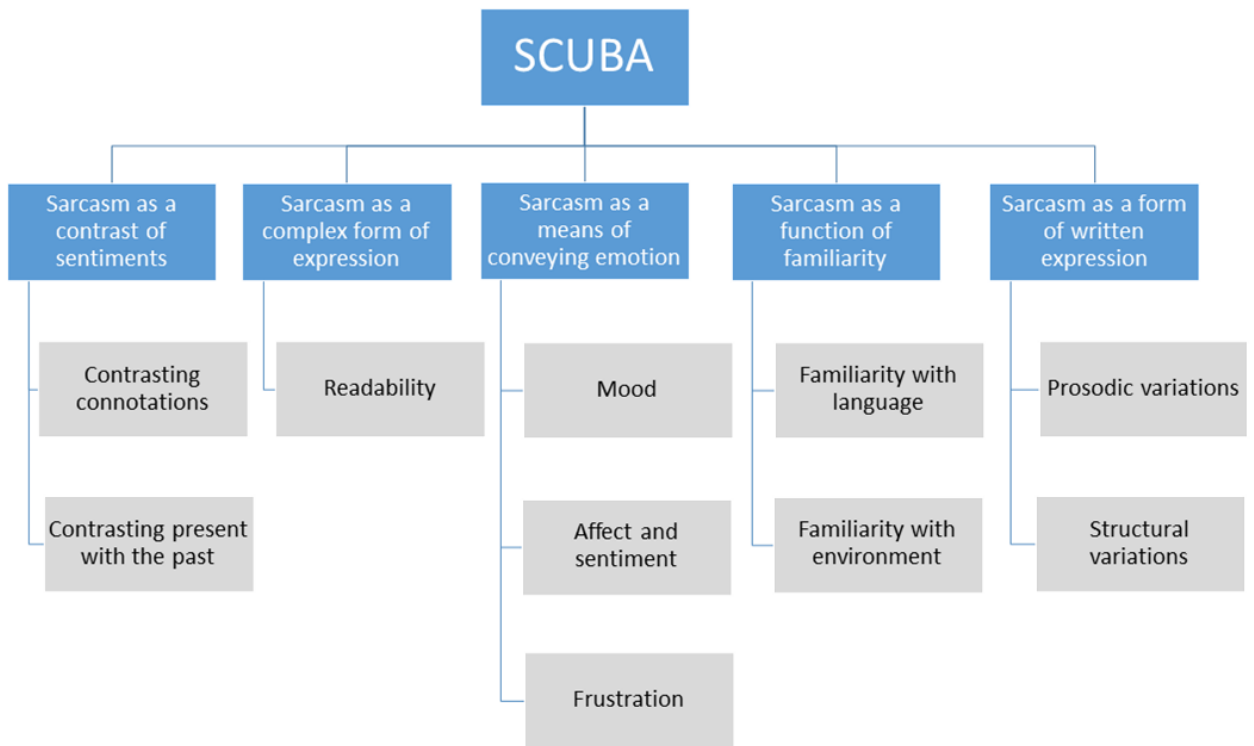 SCUBA
Sarcasm as a
contrast of
sentiments
Sarcasm as a
complex form of
expression
Sarcasm as a
means of
conveying emotion
Sarcasm as a
function of
familiarity
Sarcasm as a form
of written
expression
Contrasting
connotations
Readability
Mood
Familiarity with
language
Prosodic variations
Contrasting present
with the past
Affect and
sentiment
Familiarity with
environment
Structural
variations
Frustration